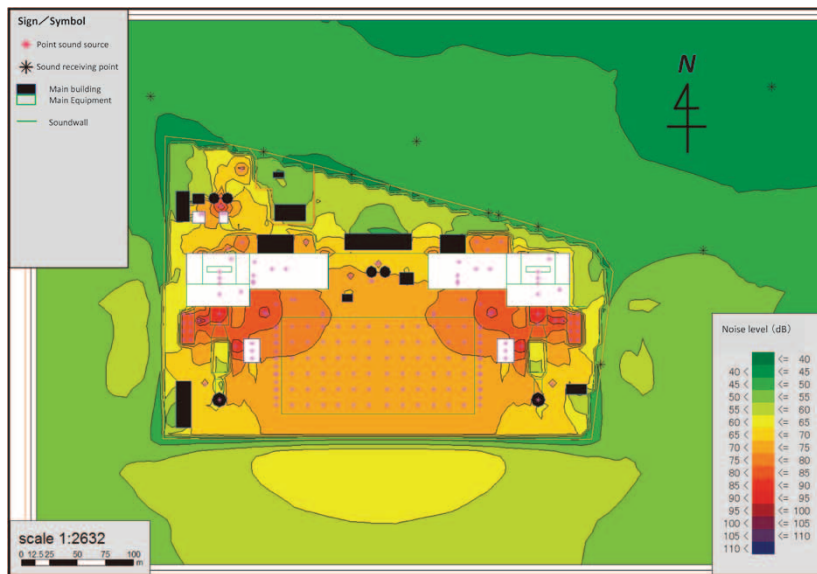 Sign／Symbol
Point sound source
Sound receiving point
Main building
Main Equipment
Soundwall
N
Noise level（dB）
<= 40
40 < <= 45
45 < <= 50
50 < <= 55
55 < <= 60
60 < <= 65
65 < <= 70
70 < <= 75
75 < <= 80
80 < <= 85
85 < <= 90
90 < <= 95
95 < <= 100
100 < <= 105
105 < <= 110
110 <
scale 1:2632
0 12.525 50 75 100
m